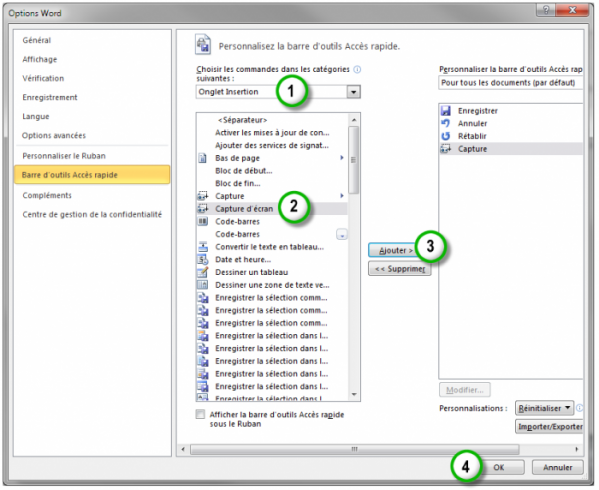 Options Word
Général
Affichage
Vérification
Enregistrement
Langue
Options avancées
Personnaliser le Ruban
Barre d'outils Accès rapide
Compléments
Centre de gestion de la confidentialité
Personnalisez la barre d'outils Accès rapide.
Choisir les commandes dans les catégories
suivantes :
Onglet Insertion
1
<Séparateur>
Activer les mises à jour de con...
Ajouter des services de signat...
Bas de page
Bloc de début...
Bloc de fin...
Capture
Capture d'écran
2
Code-barres
Code-barres
Convertir le texte en tableau...
Date et heure...
Dessiner un tableau
Dessiner une zone de texte ve...
Enregistrer la sélection comm...
Enregistrer la sélection comm...
Enregistrer la sélection comm...
Enregistrer la sélection dans l...
Enregistrer la sélection dans l...
Enregistrer la sélection dans l...
Enregistrer la sélection dans l...
Enregistrer la sélection dans l...
Enregistrer la sélection dans l...
Afficher la barre d'outils Accès rapide
sous le Ruban
Ajouter >
3
<< Supprimer
Personnaliser la barre d'outils Accès rap
Pour tous les documents (par défaut)
Enregistrer
Annuler
Rétablir
Capture
Modifier...
Personnalisations :
Réinitialiser
Importer/Exporter
4
OK
Annuler